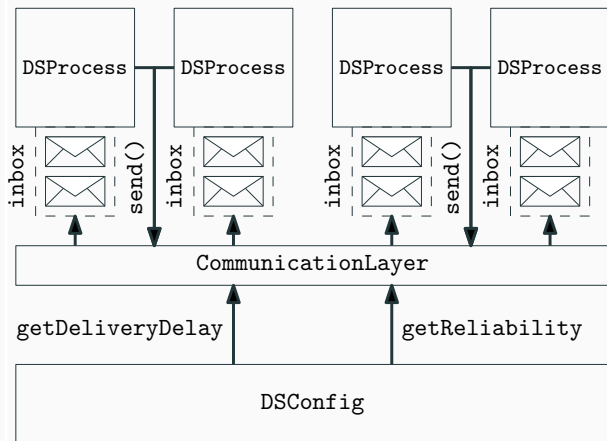 DSProcess
DSProcess
DSProcess
DSProcess
inbox
send()
inbox
inbox
send()
inbox
CommunicationLayer
getDeliveryDelay
getReliability
DSConfig